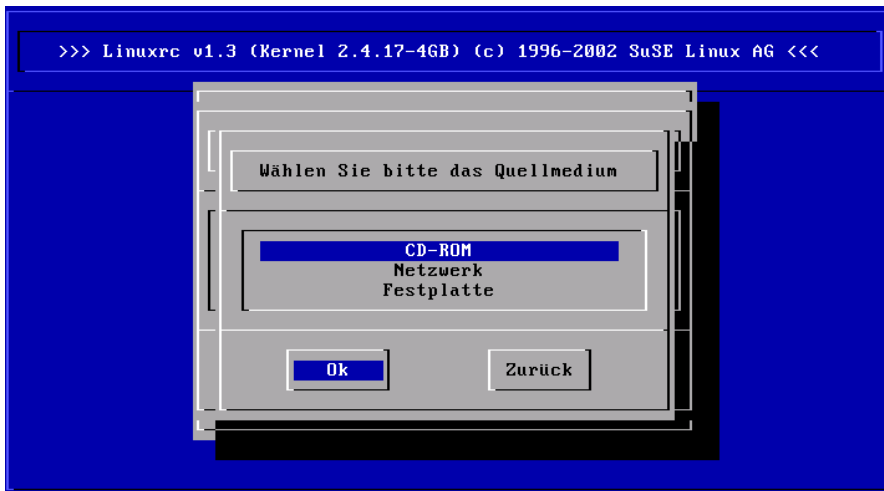 >>> Linuxrc v1.3 (Kernel 2.4.17-4GB) (c) 1996-2002 SuSE Linux AG <<<
Wählen Sie bitte das Quellmedium
CD-ROM
Netzwerk
Festplatte
Ok Zurück